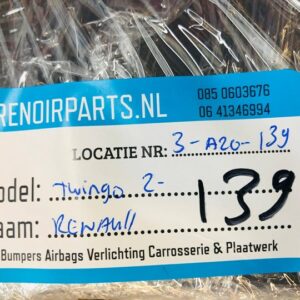 RENOIRPARTS.NL
085 0603676
06 41346994
LOCATIE NR: 3-A20-139
odel: Twingo 2-
aam: RENAULT
139
Bumpers Airbags Verlichting Carrosserie & Plaatwerk